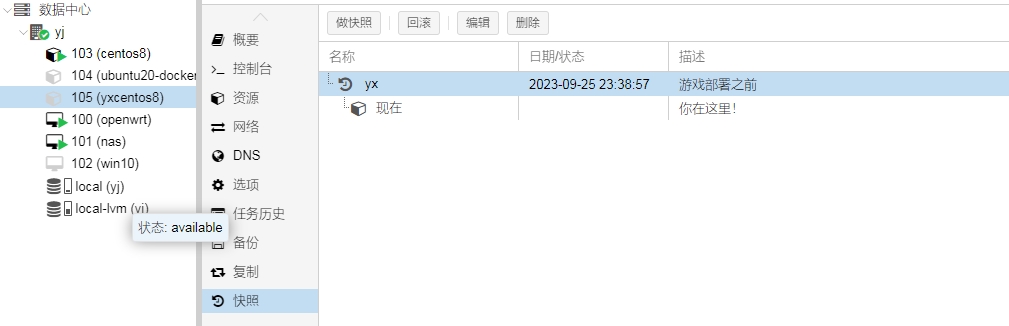 数据中心
yj
103 (centos8)
104 (ubuntu20-docker
105 (yxcentos8)
100 (openwrt)
101 (nas)
102 (win10)
local (yj)
local-lvm (yj)
状态: available
概要
控制台
资源
网络
DNS
选项
任务历史
备份
复制
快照
做快照 回滚 编辑 删除
名称 日期/状态 描述
yx 2023-09-25 23:38:57 游戏部署之前
现在 你在这里!